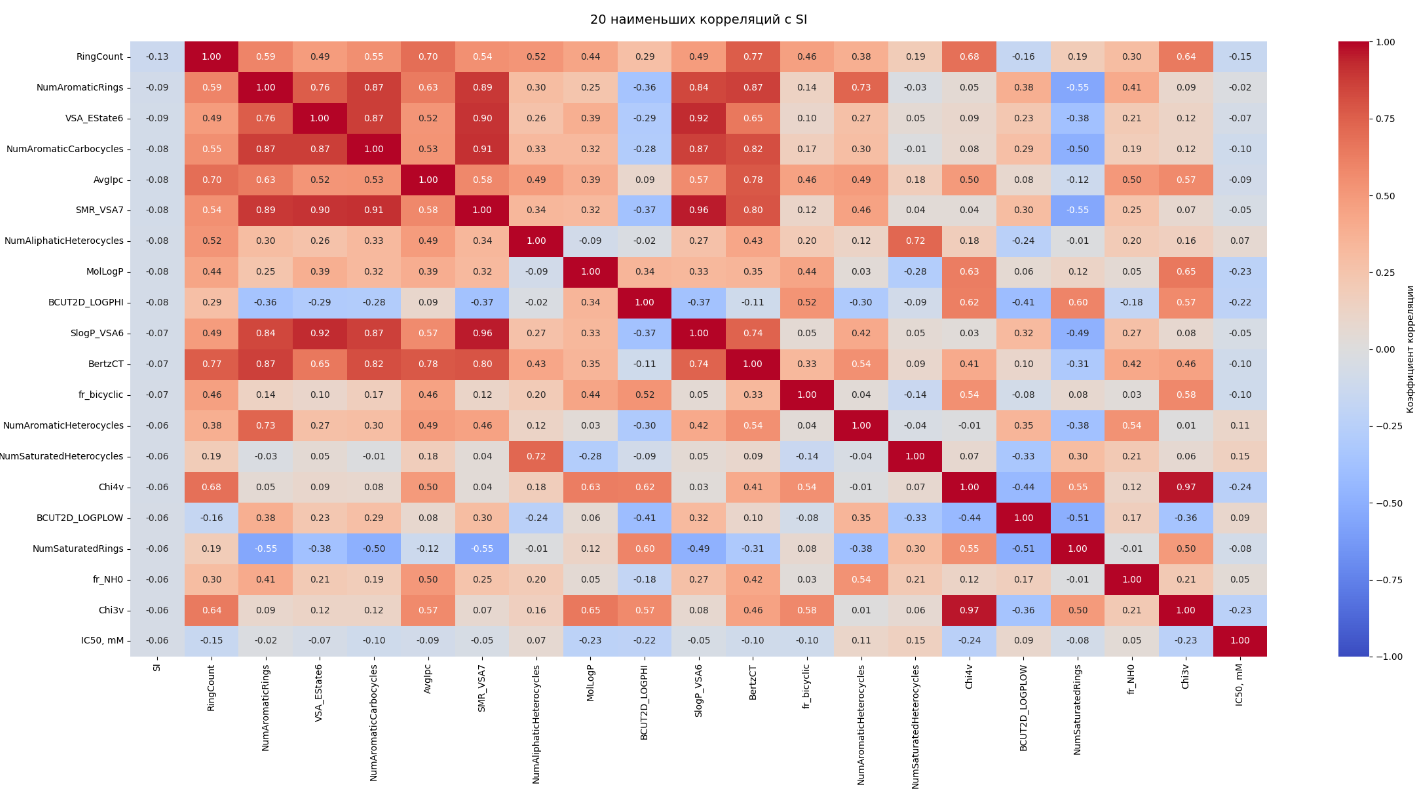 20 наименьших корреляций с SI
RingCount -0.13 1.00 0.59 0.49 0.55 0.70 0.54 0.52 0.44 0.29 0.49 0.77 0.46 0.38 0.19 0.68 -0.16 0.19 0.30 0.64 -0.15
NumAromaticRings -0.09 0.59 1.00 0.76 0.87 0.63 0.89 0.30 0.25 -0.36 0.84 0.87 0.14 0.73 -0.03 0.05 0.38 -0.55 0.41 0.09 -0.02
VSA_EState6 -0.09 0.49 0.76 1.00 0.87 0.52 0.90 0.26 0.39 -0.29 0.92 0.65 0.10 0.27 0.05 0.09 0.23 -0.38 0.21 0.12 -0.07
NumAromaticCarbocycles -0.08 0.55 0.87 0.87 1.00 0.53 0.91 0.33 0.32 -0.28 0.87 0.82 0.17 0.30 -0.01 0.08 0.29 -0.50 0.19 0.12 -0.10
AvgIpc -0.08 0.70 0.63 0.52 0.53 1.00 0.58 0.49 0.39 0.09 0.57 0.78 0.46 0.49 0.18 0.50 0.08 -0.12 0.50 0.57 -0.09
SMR_VSA7 -0.08 0.54 0.89 0.90 0.91 0.58 1.00 0.34 0.32 -0.37 0.96 0.80 0.12 0.46 0.04 0.04 0.30 -0.55 0.25 0.07 -0.05
NumAliphaticHeterocycles -0.08 0.52 0.30 0.26 0.33 0.49 0.34 1.00 -0.09 -0.02 0.27 0.43 0.20 0.12 0.72 0.18 -0.24 -0.01 0.20 0.16 0.07
MolLogP -0.08 0.44 0.25 0.39 0.32 0.39 0.32 -0.09 1.00 0.34 0.33 0.35 0.44 0.03 -0.28 0.63 0.06 0.12 0.05 0.65 -0.23
BCUT2D_LOGPHI -0.08 0.29 -0.36 -0.29 -0.28 0.09 -0.37 -0.02 0.34 1.00 -0.37 -0.11 0.52 -0.30 -0.09 0.62 -0.41 0.60 -0.18 0.57 -0.22
SlogP_VSA6 -0.07 0.49 0.84 0.92 0.87 0.57 0.96 0.27 0.33 -0.37 1.00 0.74 0.05 0.42 0.05 0.03 0.32 -0.49 0.27 0.08 -0.05
BertzCT -0.07 0.77 0.87 0.65 0.82 0.78 0.80 0.43 0.35 -0.11 0.74 1.00 0.33 0.54 0.09 0.41 0.10 -0.31 0.42 0.46 -0.10
fr_bicyclic -0.07 0.46 0.14 0.10 0.17 0.46 0.12 0.20 0.44 0.52 0.05 0.33 1.00 0.04 -0.14 0.54 -0.08 0.08 0.03 0.58 -0.10
NumAromaticHeterocycles -0.06 0.38 0.73 0.27 0.30 0.49 0.46 0.12 0.03 -0.30 0.42 0.54 0.04 1.00 -0.04 -0.01 0.35 -0.38 0.54 0.01 0.11
NumSaturatedHeterocycles -0.06 0.19 -0.03 0.05 -0.01 0.18 0.04 0.72 -0.28 -0.09 0.05 0.09 -0.14 -0.04 1.00 0.07 -0.33 0.30 0.21 0.06 0.15
Chi4v -0.06 0.68 0.05 0.09 0.08 0.50 0.04 0.18 0.63 0.62 0.03 0.41 0.54 -0.01 0.07 1.00 -0.44 0.55 0.12 0.97 -0.24
BCUT2D_LOGPLOW -0.06 -0.16 0.38 0.23 0.29 0.08 0.30 -0.24 0.06 -0.41 0.32 0.10 -0.08 0.35 -0.33 -0.44 1.00 -0.51 0.17 -0.36 0.09
NumSaturatedRings -0.06 0.19 -0.55 -0.38 -0.50 -0.12 -0.55 -0.01 0.12 0.60 -0.49 -0.31 0.08 -0.38 0.30 0.55 -0.51 1.00 -0.01 0.50 -0.08
fr_NH0 -0.06 0.30 0.41 0.21 0.19 0.50 0.25 0.20 0.05 -0.18 0.27 0.42 0.03 0.54 0.21 0.12 0.17 -0.01 1.00 0.21 0.05
Chi3v -0.06 0.64 0.09 0.12 0.12 0.57 0.07 0.16 0.65 0.57 0.08 0.46 0.58 0.01 0.06 0.97 -0.36 0.50 0.21 1.00 -0.23
IC50, mM -0.06 -0.15 -0.02 -0.07 -0.10 -0.09 -0.05 0.07 -0.23 -0.22 -0.05 -0.10 -0.10 0.11 0.15 -0.24 0.09 -0.08 0.05 -0.23 1.00
SI
RingCount
NumAromaticRings
VSA_EState6
NumAromaticCarbocycles
AvgIpc
SMR_VSA7
NumAliphaticHeterocycles
MolLogP
BCUT2D_LOGPHI
SlogP_VSA6
BertzCT
fr_bicyclic
NumAromaticHeterocycles
NumSaturatedHeterocycles
Chi4v
BCUT2D_LOGPLOW
NumSaturatedRings
fr_NH0
Chi3v
IC50, mM
1.00
0.75
0.50
0.25
0.00
−0.25
−0.50
−0.75
−1.00
Коэффициент корреляции